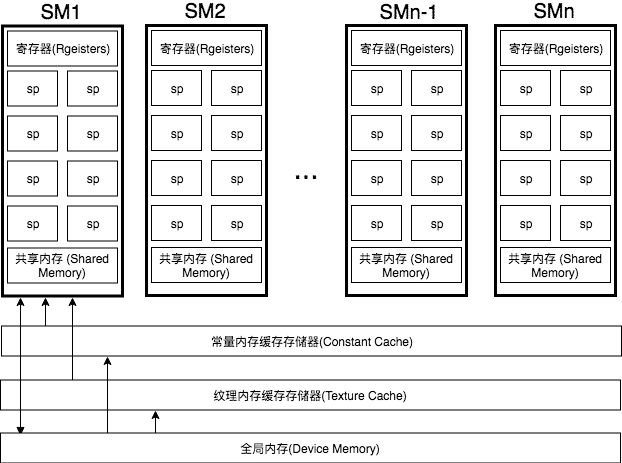 SM1 SM2 SMn-1 SMn
寄存器(Rgeisters) 寄存器(Rgeisters) 寄存器(Rgeisters) 寄存器(Rgeisters)
sp sp sp sp sp sp sp sp
sp sp sp sp sp sp sp sp
...
sp sp sp sp sp sp sp sp
sp sp sp sp sp sp sp sp
共享内存 (Shared 共享内存 (Shared 共享内存 (Shared 共享内存 (Shared
Memory) Memory) Memory) Memory)
常量内存缓存存储器(Constant Cache)
纹理内存缓存存储器(Texture Cache)
全局内存(Device Memory)